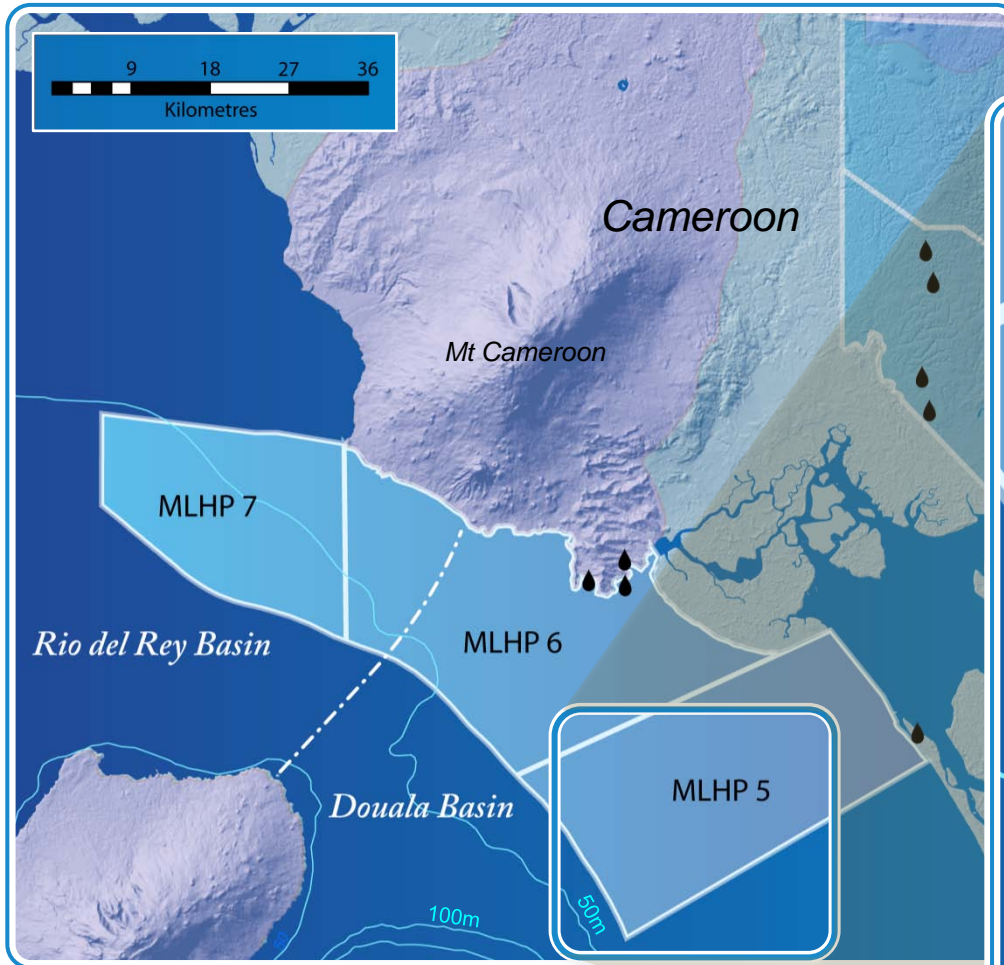 9 18 27 36
Kilometres
Cameroon
Mt Cameroon
MLHP 7
MLHP 6
Rio del Rey Basin
MLHP 5
Douala Basin
100m
50m